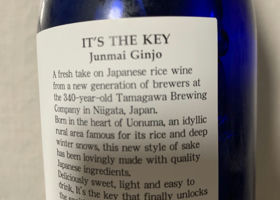 IT'S THE KEY
Junmai Ginjo
A fresh take on Japanese rice wine
from a new generation of brewers at
the 340-year-old Tamagawa Brewing
Company in Niigata, Japan.
Born in the heart of Uonuma, an idyllic
rural area famous for its rice and deep
winter snows, this new style of sake
has been lovingly made with quality
Japanese ingredients.
Deliciously sweet, light and easy to
drink, It's the key that finally unlocks
the